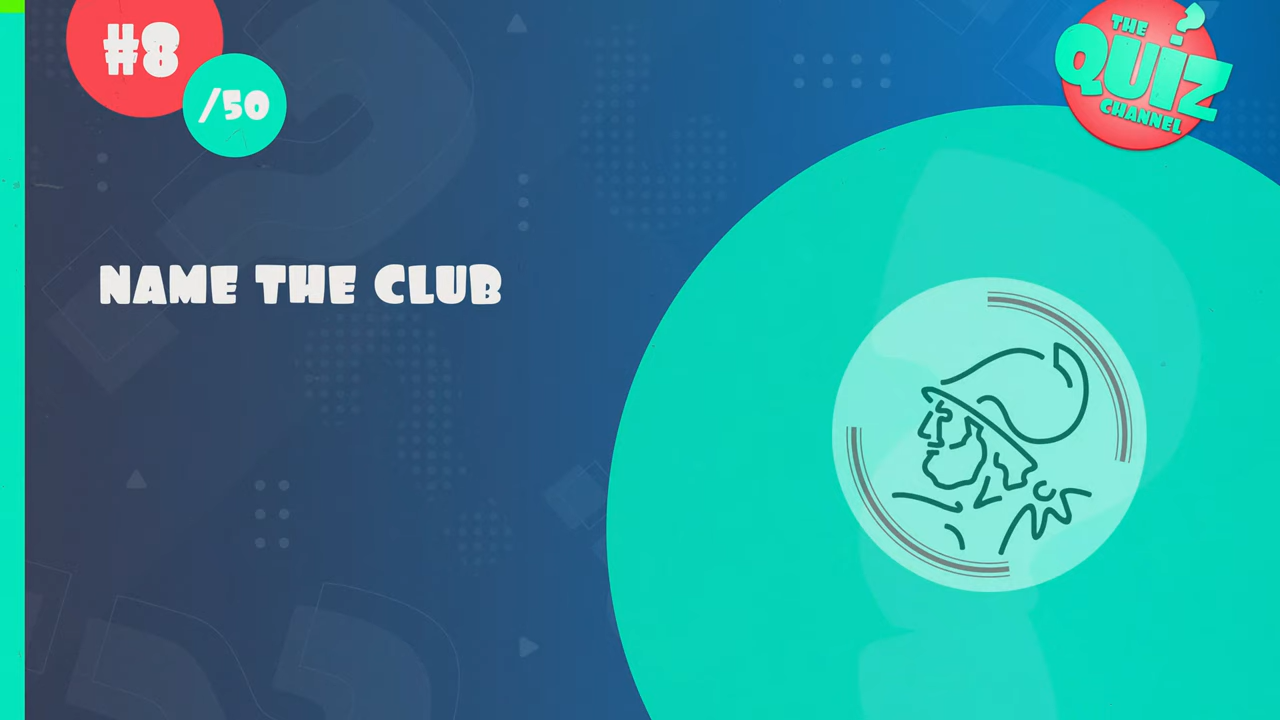 #8
/50
THE
QUIZ
CHANNEL
NAME THE CLUB